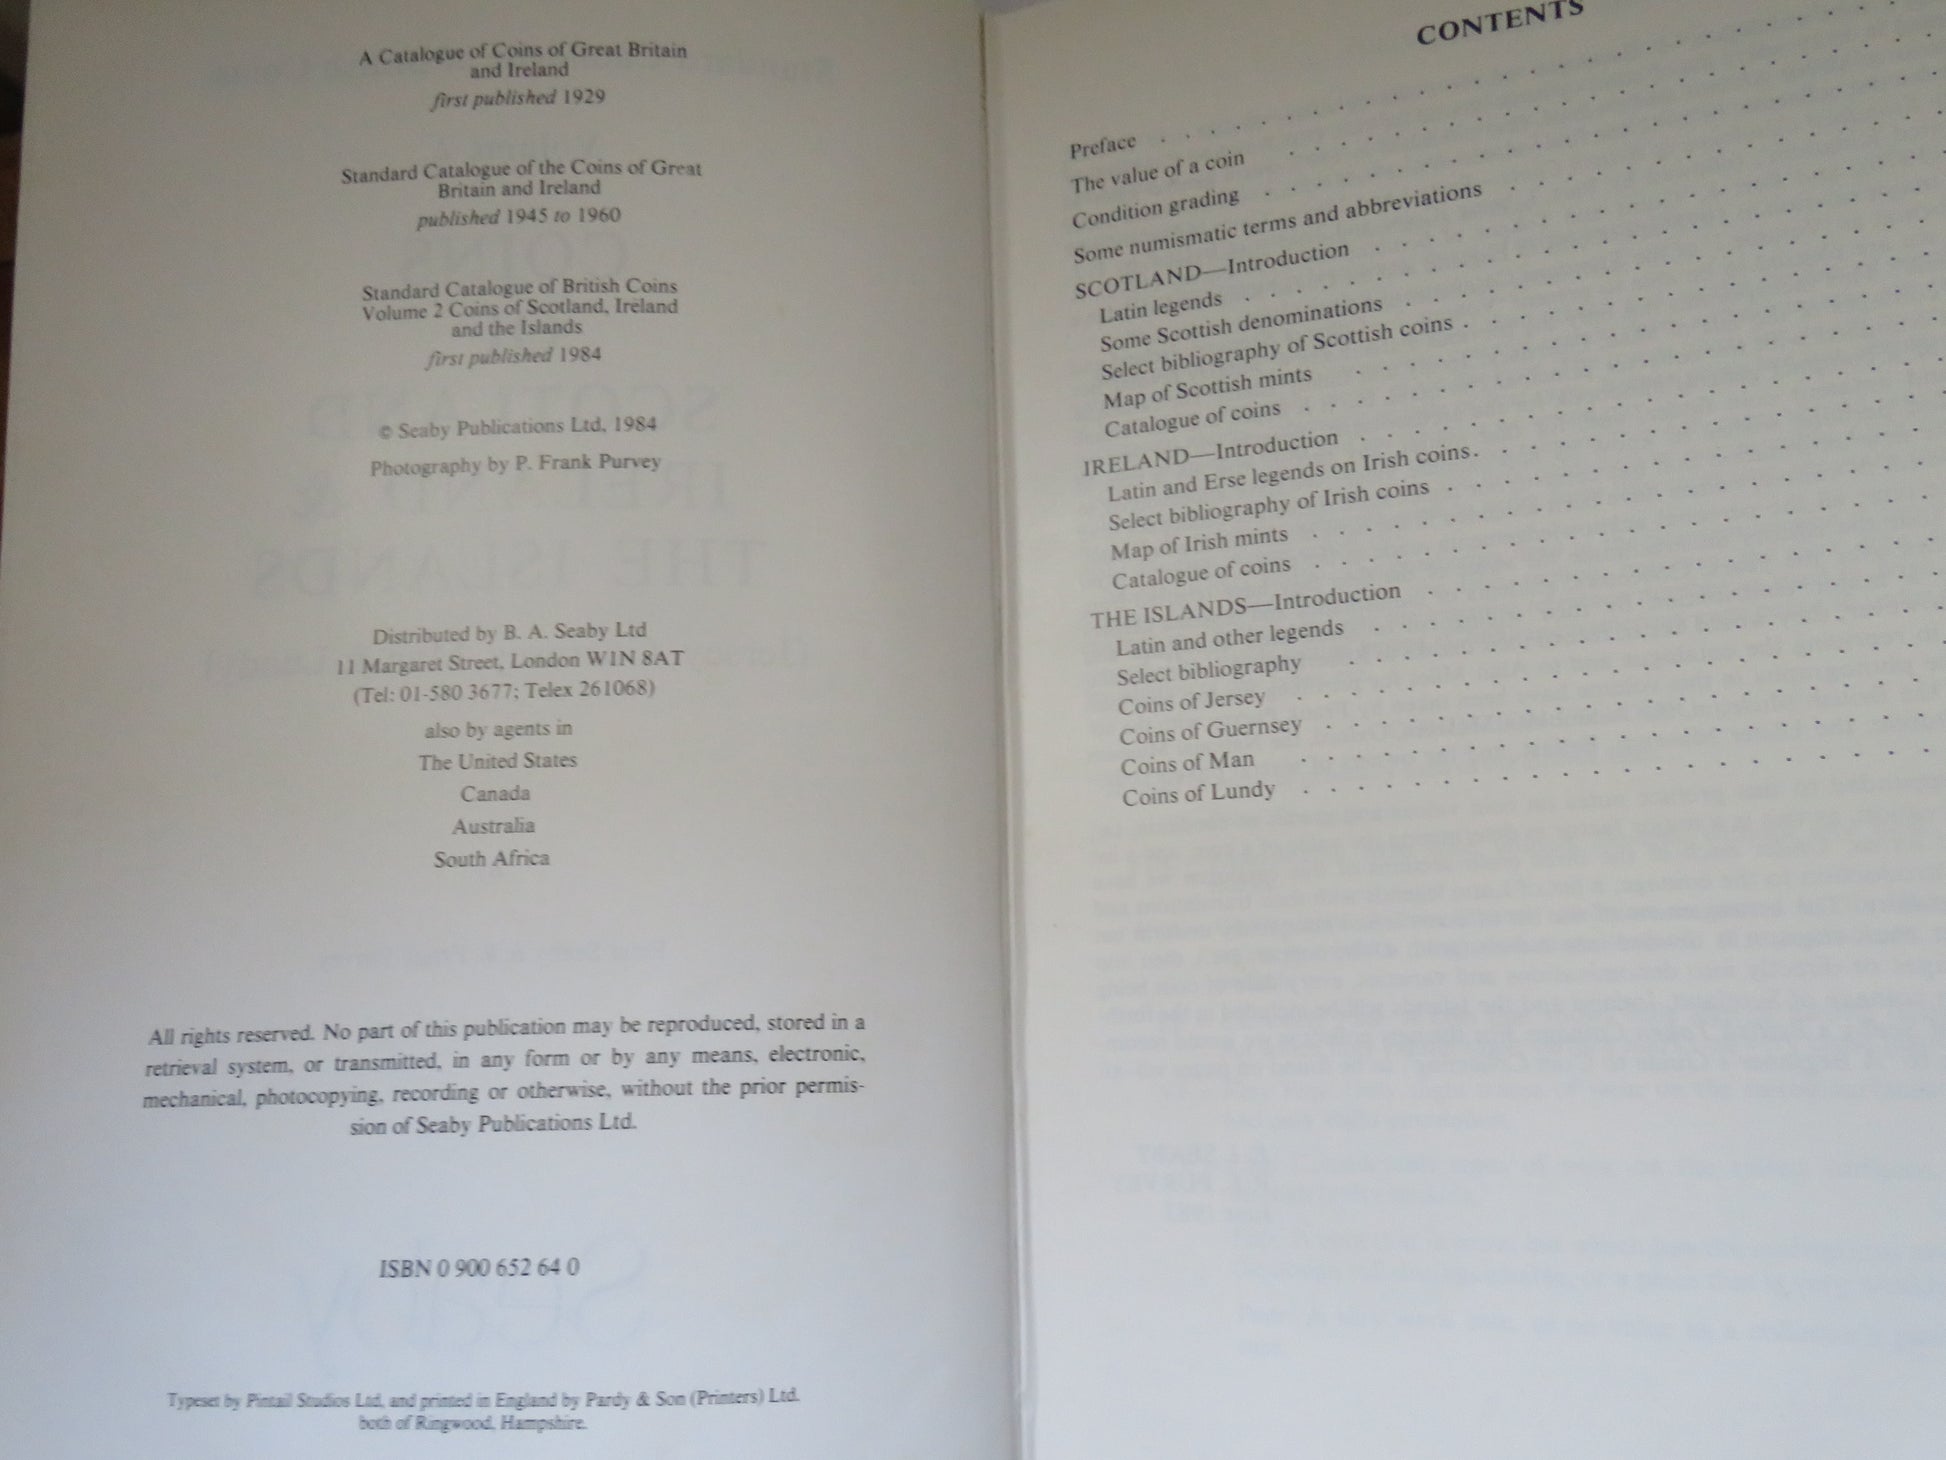 A Catalogue of Coins of Great Britain
and Ireland
first published 1929
Standard Catalogue of the Coins of Great
Britain and Ireland
published 1945 to 1960
Standard Catalogue of British Coins
Volume 2 Coins of Scotland, Ireland
and the Islands
first published 1984
© Seaby Publications Ltd, 1984
Photography by P. Frank Purvey
Distributed by B. A. Seaby Ltd
11 Margaret Street, London W1N 8AT
(Tel: 01-580 3677; Telex 261068)
also by agents in
The United States
Canada
Australia
South Africa
All rights reserved. No part of this publication may be reproduced, stored in a
retrieval system, or transmitted, in any form or by any means, electronic,
mechanical, photocopying, recording or otherwise, without the prior permis-
sion of Seaby Publications Ltd.
ISBN 0 900 652 64 0
Typeset by Pintail Studios Ltd, and printed in England by Pardy & Son (Printers) Ltd.
both of Ringwood, Hampshire.
CONTENTS
Preface
The value of a coin
Condition grading
Some numismatic terms and abbreviations
SCOTLAND—Introduction
Latin legends
Some Scottish denominations
Select bibliography of Scottish coins
Map of Scottish mints
Catalogue of coins
IRELAND—Introduction
Latin and Erse legends on Irish coins
Select bibliography of Irish coins
Map of Irish mints
Catalogue of coins
THE ISLANDS—Introduction
Latin and other legends
Select bibliography
Coins of Jersey
Coins of Guernsey
Coins of Man
Coins of Lundy